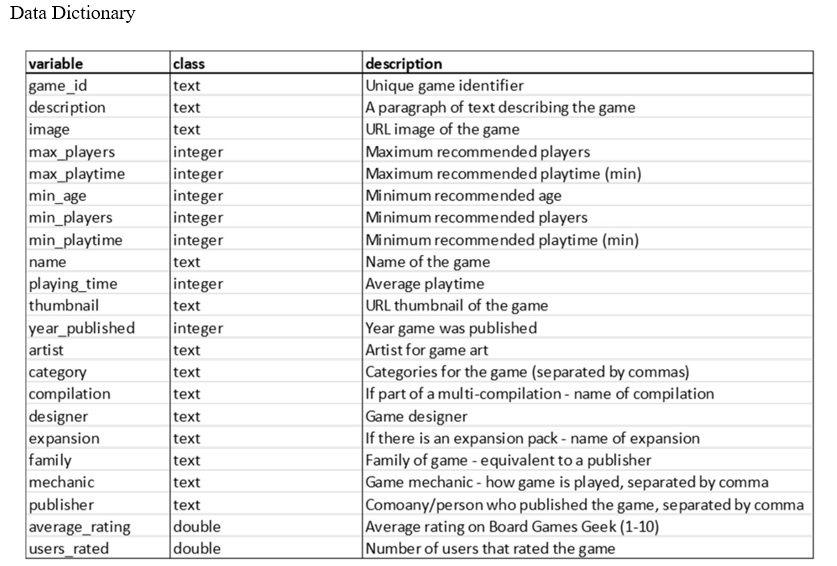 Data Dictionary
variable class description
game_id text Unique game identifier
description text A paragraph of text describing the game
image text URL image of the game
max_players integer Maximum recommended players
max_playtime integer Maximum recommended playtime (min)
min_age integer Minimum recommended age
min_players integer Minimum recommended players
min_playtime integer Minimum recommended playtime (min)
name text Name of the game
playing_time integer Average playtime
thumbnail text URL thumbnail of the game
year_published integer Year game was published
artist text Artist for game art
category text Categories for the game (separated by commas)
compilation text If part of a multi-compilation - name of compilation
designer text Game designer
expansion text If there is an expansion pack - name of expansion
family text Family of game - equivalent to a publisher
mechanic text Game mechanic - how game is played, separated by comma
publisher text Comoany/person who published the game, separated by comma
average_rating double Average rating on Board Games Geek (1-10)
users_rated double Number of users that rated the game